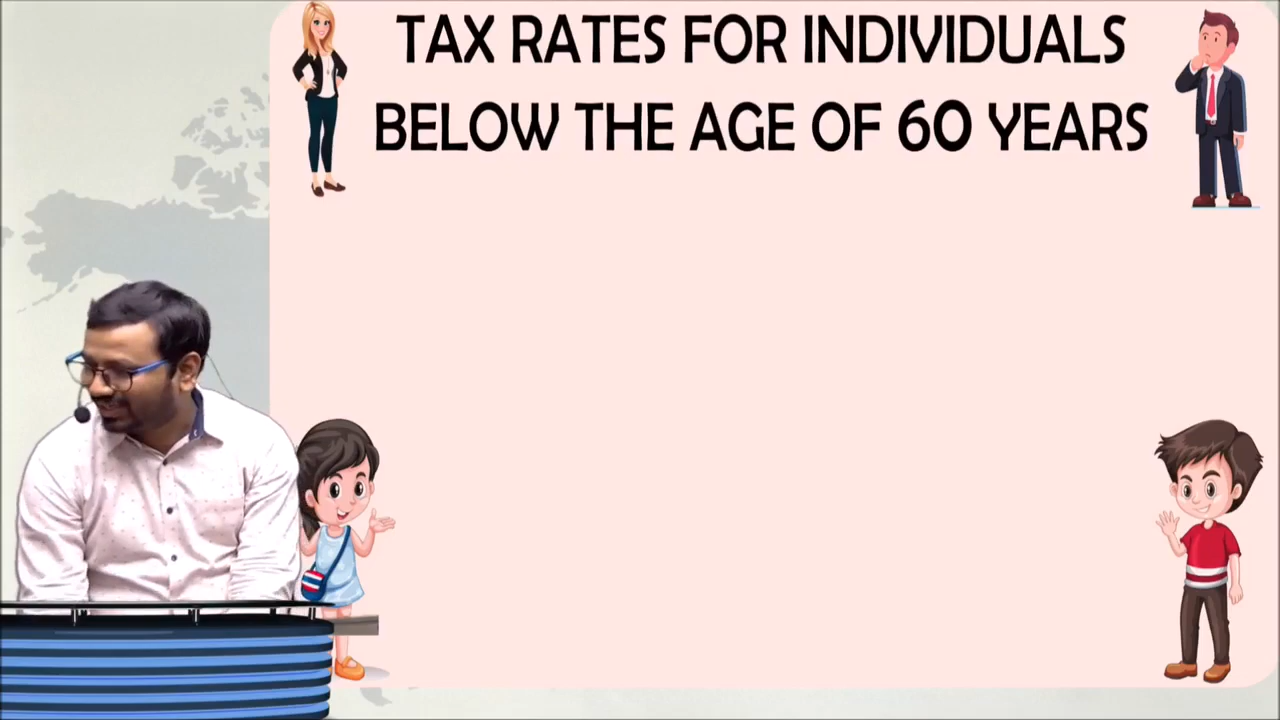 TAX RATES FOR INDIVIDUALS
BELOW THE AGE OF 60 YEARS